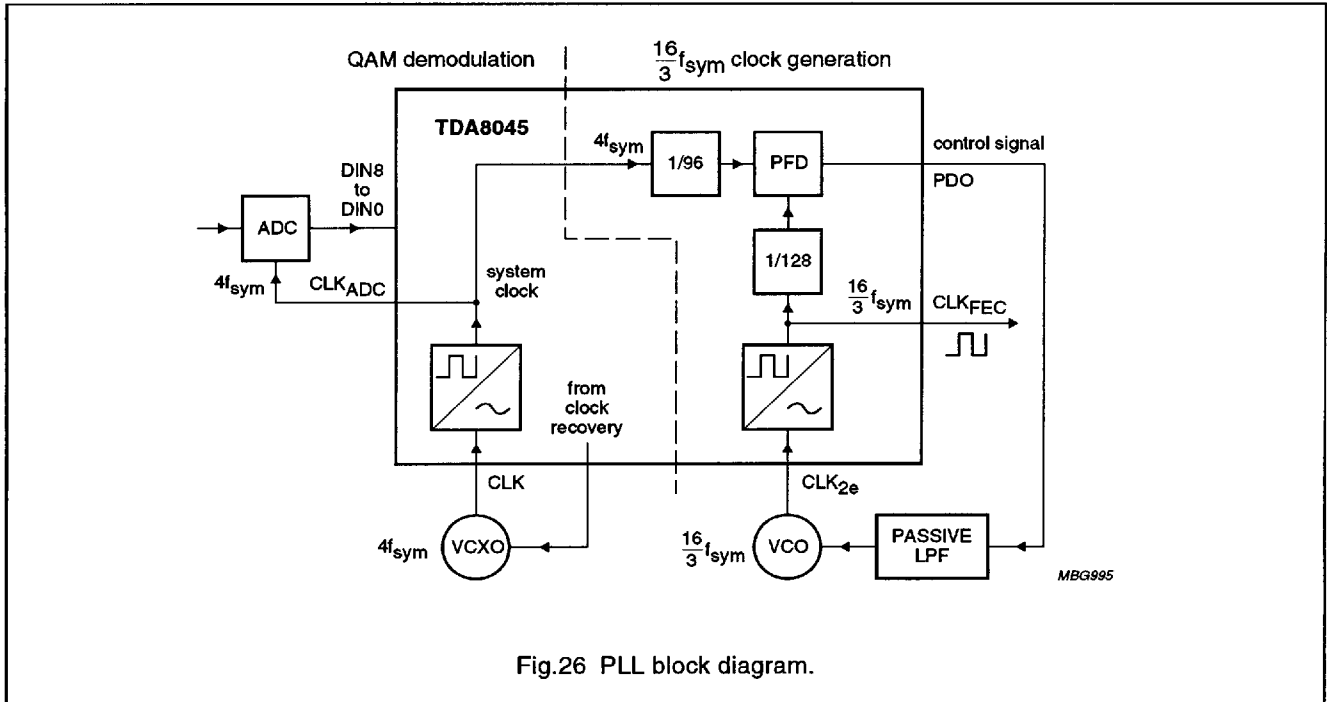 QAM demodulation
16/3 fsym clock generation
TDA8045
4fsym
1/96
PFD
control signal
PDO
DIN8
to
DIN0
ADC
1/128
4fsym
CLKADC
system
clock
16/3 fsym
CLKFEC
from
clock
recovery
CLK
CLK2e
4fsym
VCXO
16/3 fsym
VCO
PASSIVE
LPF
MBG995
Fig.26 PLL block diagram.